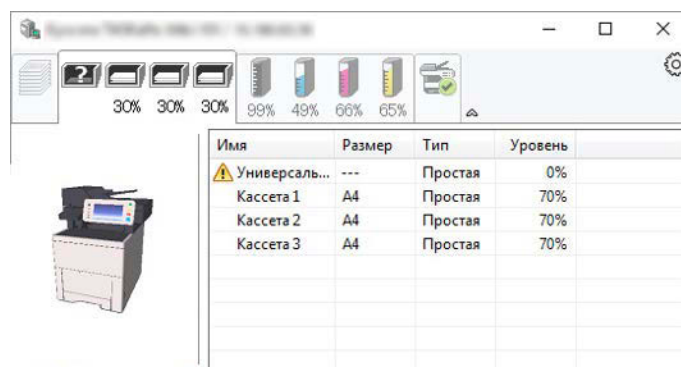 ?
30% 30% 30% 99% 49% 66% 65%
Имя Размер Тип Уровень
Универсаль... --- Простая 0%
Кассета 1 A4 Простая 70%
Кассета 2 A4 Простая 70%
Кассета 3 A4 Простая 70%